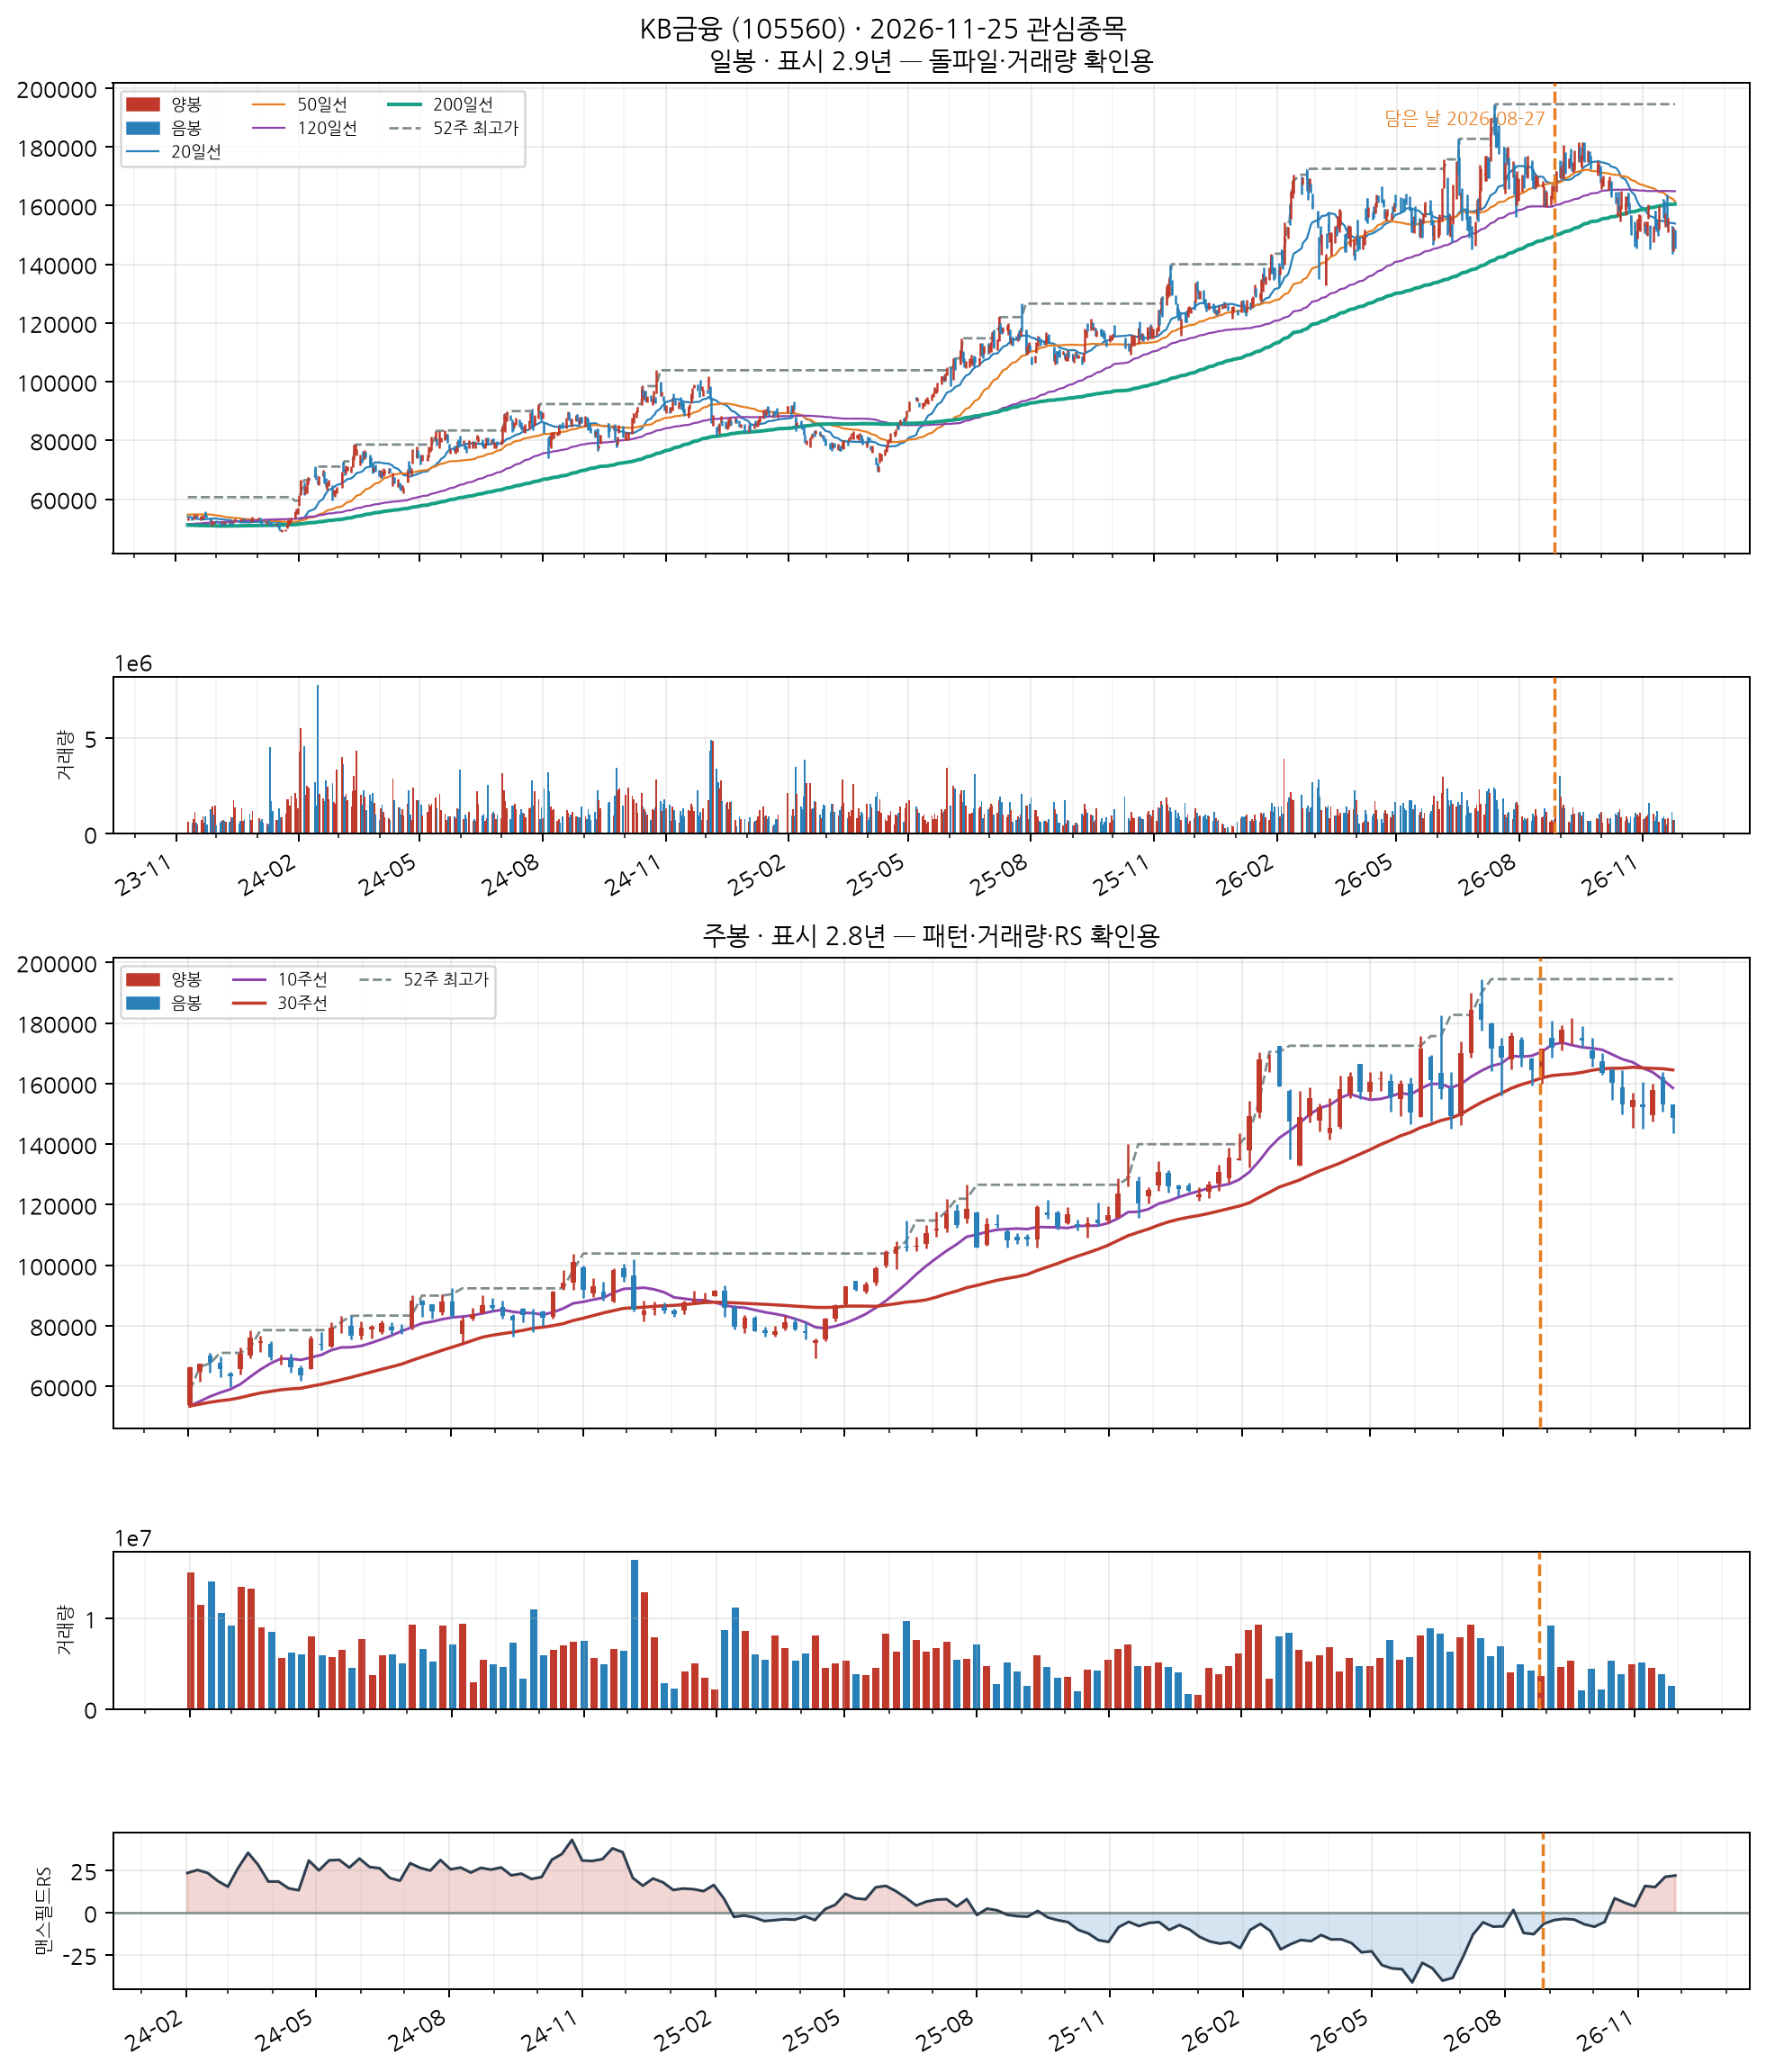 KB금융 (105560) · 2026-11-25 관심종목
일봉 · 표시 2.9년 — 돌파일·거래량 확인용
양봉
음봉
20일선
50일선
120일선
200일선
52주 최고가
담은 날 2026-08-27
200000
180000
160000
140000
120000
100000
80000
60000
1e6
거래량
5
0
23-11
24-02
24-05
24-08
24-11
25-02
25-05
25-08
25-11
26-02
26-05
26-08
26-11
주봉 · 표시 2.8년 — 패턴·거래량·RS 확인용
양봉
음봉
10주선
30주선
52주 최고가
200000
180000
160000
140000
120000
100000
80000
60000
1e7
거래량
1
0
맨스필드RS
25
0
-25
24-02
24-05
24-08
24-11
25-02
25-05
25-08
25-11
26-02
26-05
26-08
26-11